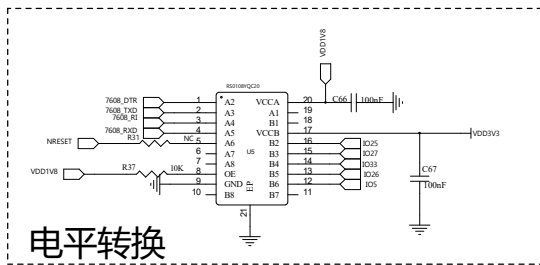 VDD1V8
RS0108YQC20
C66 100nF
7608_DTR 1 A2 VCCA 20
7608_TXD 2 A3 A1 19
7608_RI 3 A4 B1 18
7608_RXD 4 A5 VCCB 17 VDD3V3
R31 NC
NRESET 5 A6 B2 16 IO25
6 A7 U5 B3 15 IO27
7 A8 B4 14 IO33
VDD1V8 R37 10K 8 OE B5 13 IO26
9 GND EP B6 12 IO5
10 B8 B7 11
C67
100nF
21
电平转换